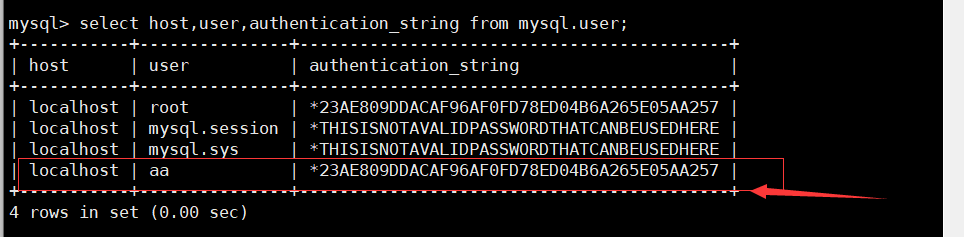 mysql> select host,user,authentication_string from mysql.user;
+-----------+---------------+-------------------------------------------+
| host      | user          | authentication_string                     |
+-----------+---------------+-------------------------------------------+
| localhost | root          | *23AE809DDACAF96AF0FD78ED04B6A265E05AA257 |
| localhost | mysql.session | *THISISNOTAVALIDPASSWORDTHATCANBEUSEDHERE |
| localhost | mysql.sys     | *THISISNOTAVALIDPASSWORDTHATCANBEUSEDHERE |
| localhost | aa            | *23AE809DDACAF96AF0FD78ED04B6A265E05AA257 |
+-----------+---------------+-------------------------------------------+
4 rows in set (0.00 sec)